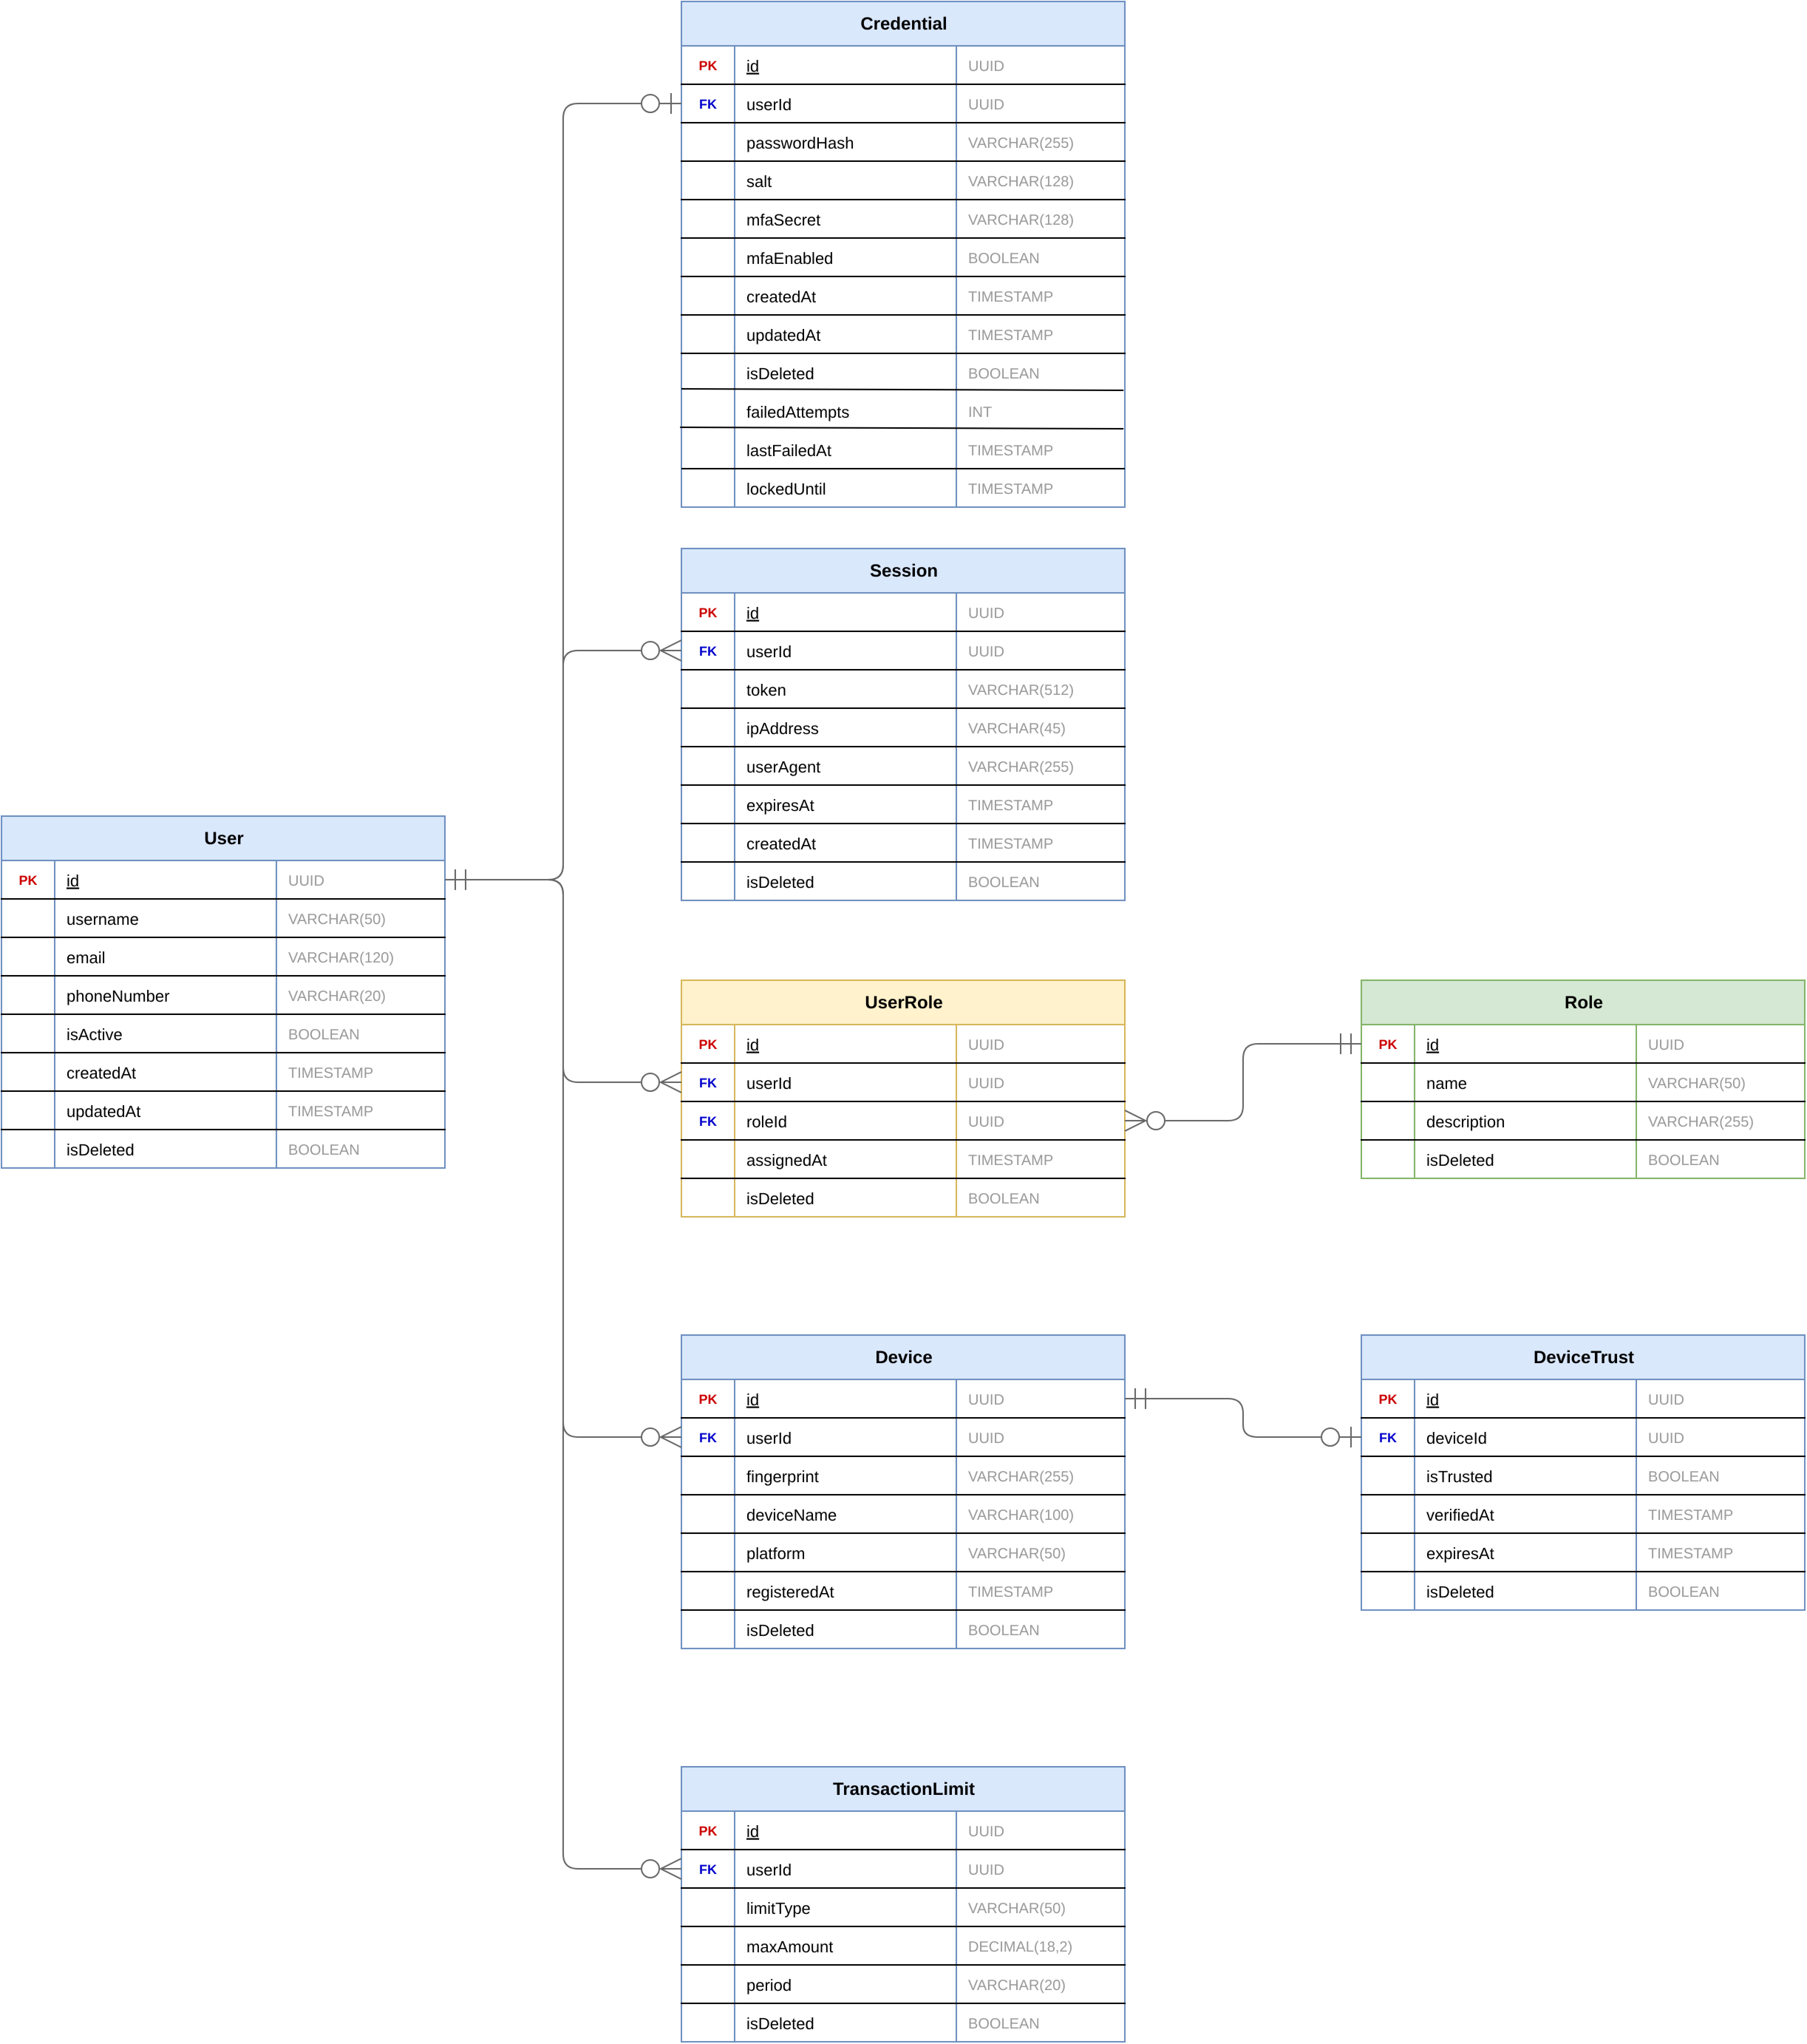 Credential
PK id UUID
FK userId UUID
passwordHash VARCHAR(255)
salt VARCHAR(128)
mfaSecret VARCHAR(128)
mfaEnabled BOOLEAN
createdAt TIMESTAMP
updatedAt TIMESTAMP
isDeleted BOOLEAN
failedAttempts INT
lastFailedAt TIMESTAMP
lockedUntil TIMESTAMP
Session
PK id UUID
FK userId UUID
token VARCHAR(512)
ipAddress VARCHAR(45)
userAgent VARCHAR(255)
expiresAt TIMESTAMP
createdAt TIMESTAMP
isDeleted BOOLEAN
User
PK id UUID
username VARCHAR(50)
email VARCHAR(120)
phoneNumber VARCHAR(20)
isActive BOOLEAN
createdAt TIMESTAMP
updatedAt TIMESTAMP
isDeleted BOOLEAN
UserRole
PK id UUID
FK userId UUID
FK roleId UUID
assignedAt TIMESTAMP
isDeleted BOOLEAN
Role
PK id UUID
name VARCHAR(50)
description VARCHAR(255)
isDeleted BOOLEAN
Device
PK id UUID
FK userId UUID
fingerprint VARCHAR(255)
deviceName VARCHAR(100)
platform VARCHAR(50)
registeredAt TIMESTAMP
isDeleted BOOLEAN
DeviceTrust
PK id UUID
FK deviceId UUID
isTrusted BOOLEAN
verifiedAt TIMESTAMP
expiresAt TIMESTAMP
isDeleted BOOLEAN
TransactionLimit
PK id UUID
FK userId UUID
limitType VARCHAR(50)
maxAmount DECIMAL(18,2)
period VARCHAR(20)
isDeleted BOOLEAN